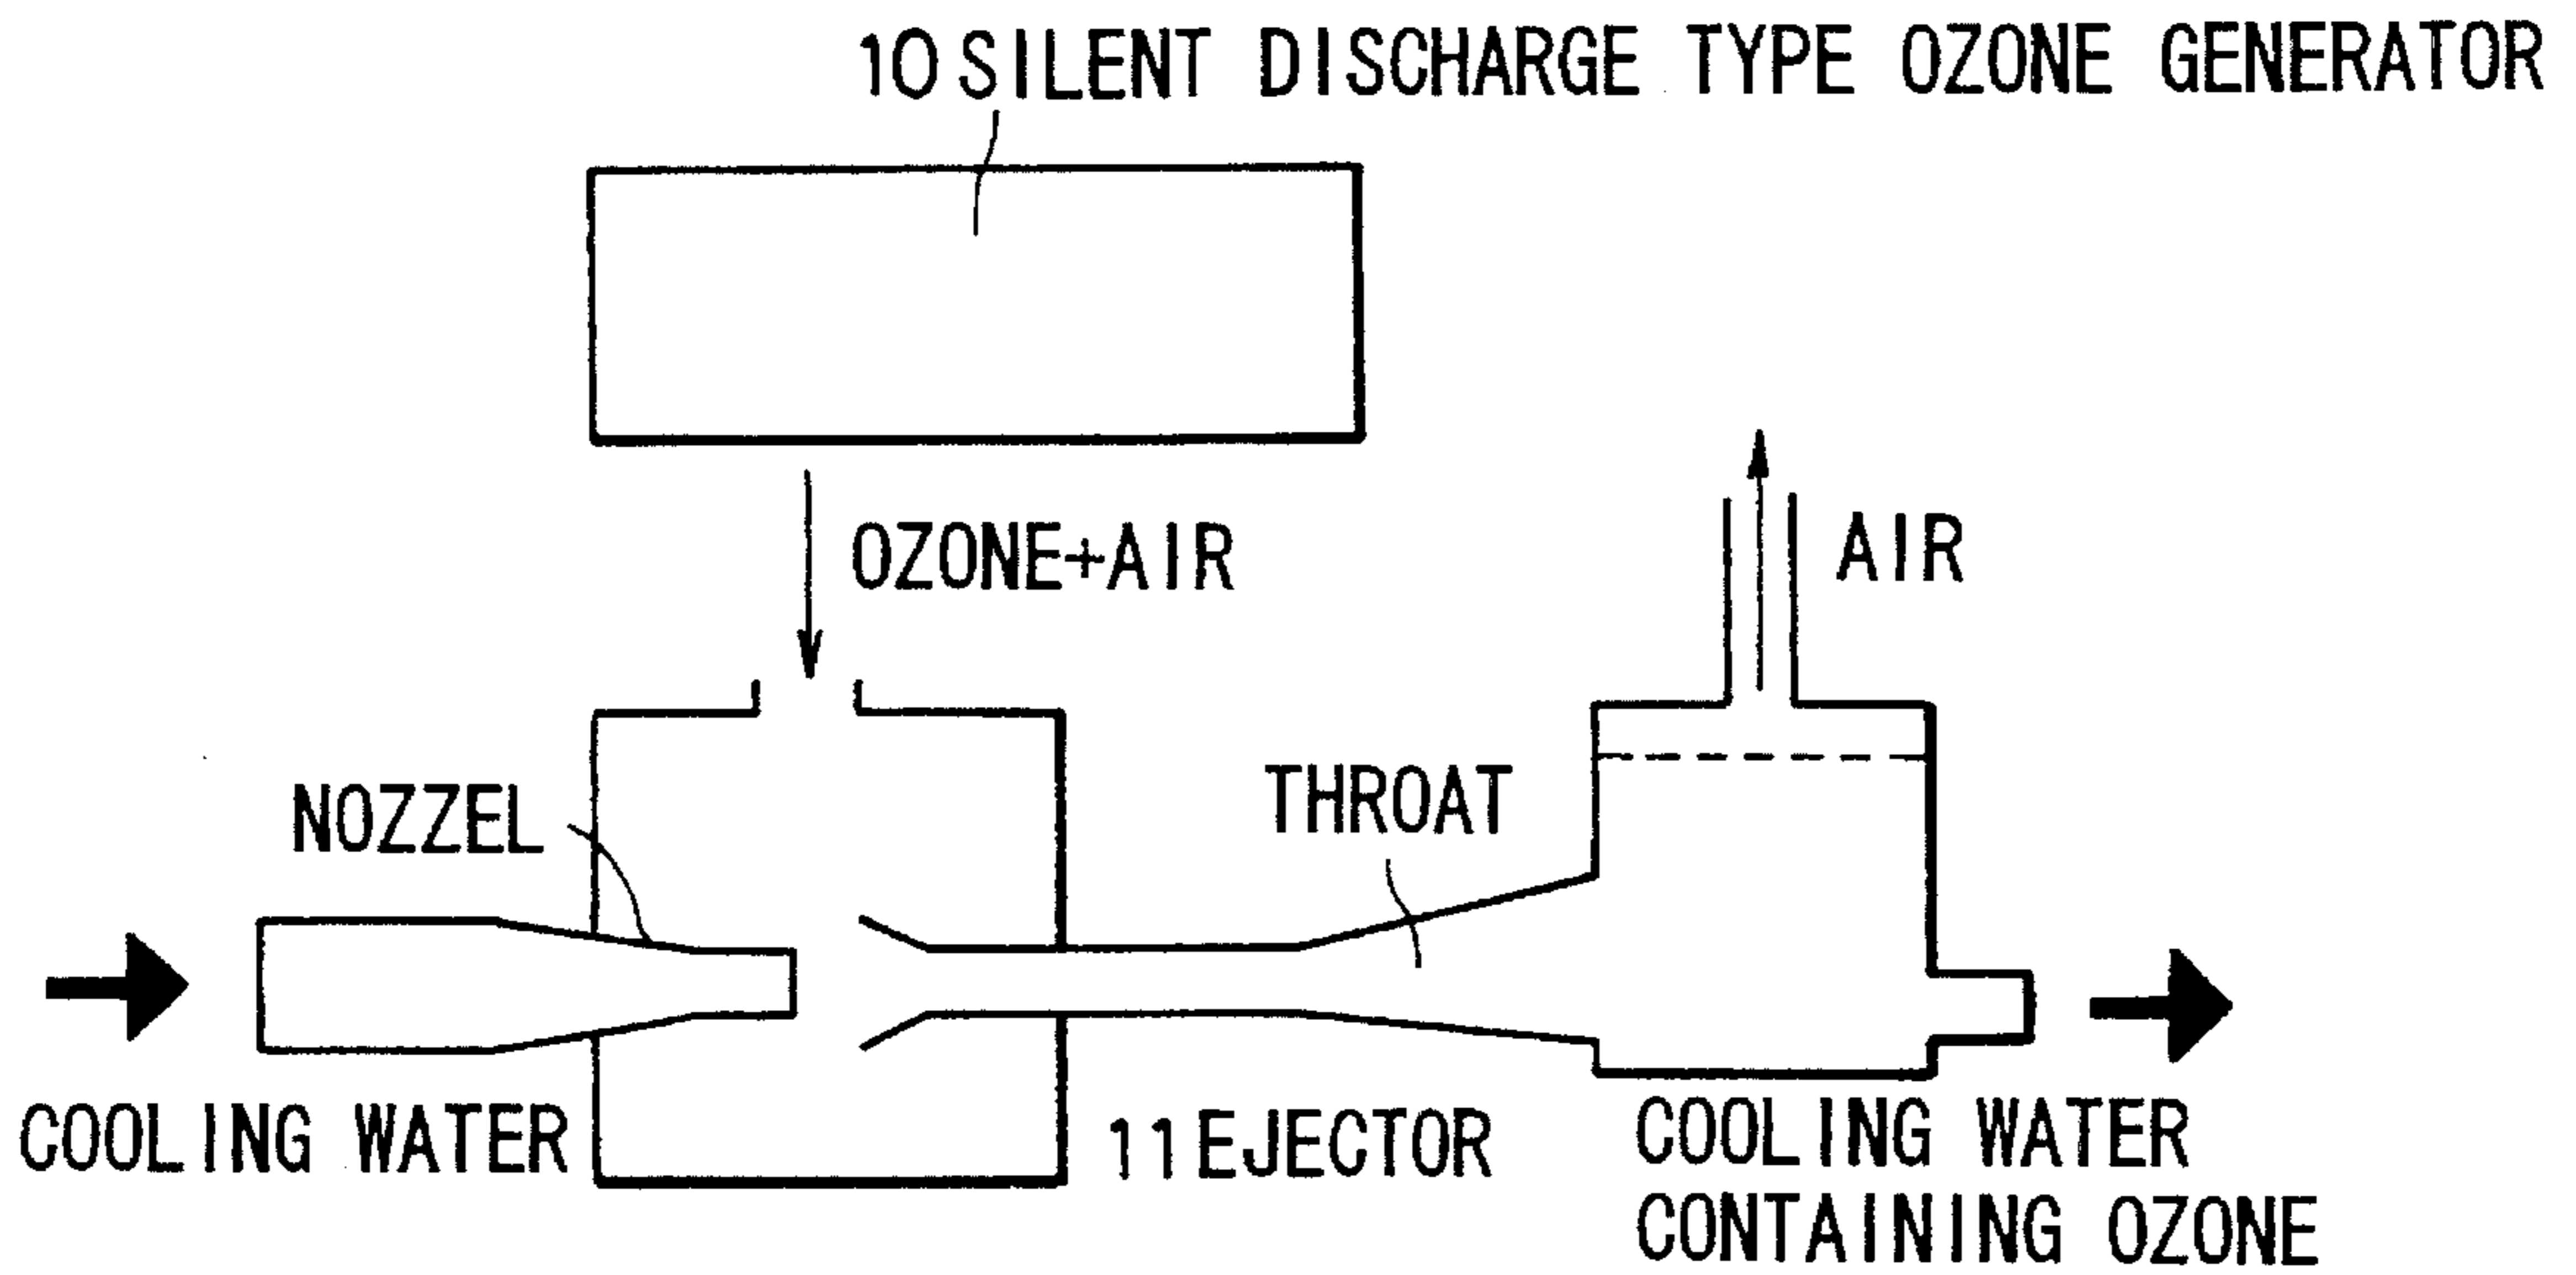 10 SILENT DISCHARGE TYPE OZONE GENERATOR
OZONE+AIR
AIR
NOZZEL
THROAT
COOLING WATER
11 EJECTOR
COOLING WATER
CONTAINING OZONE